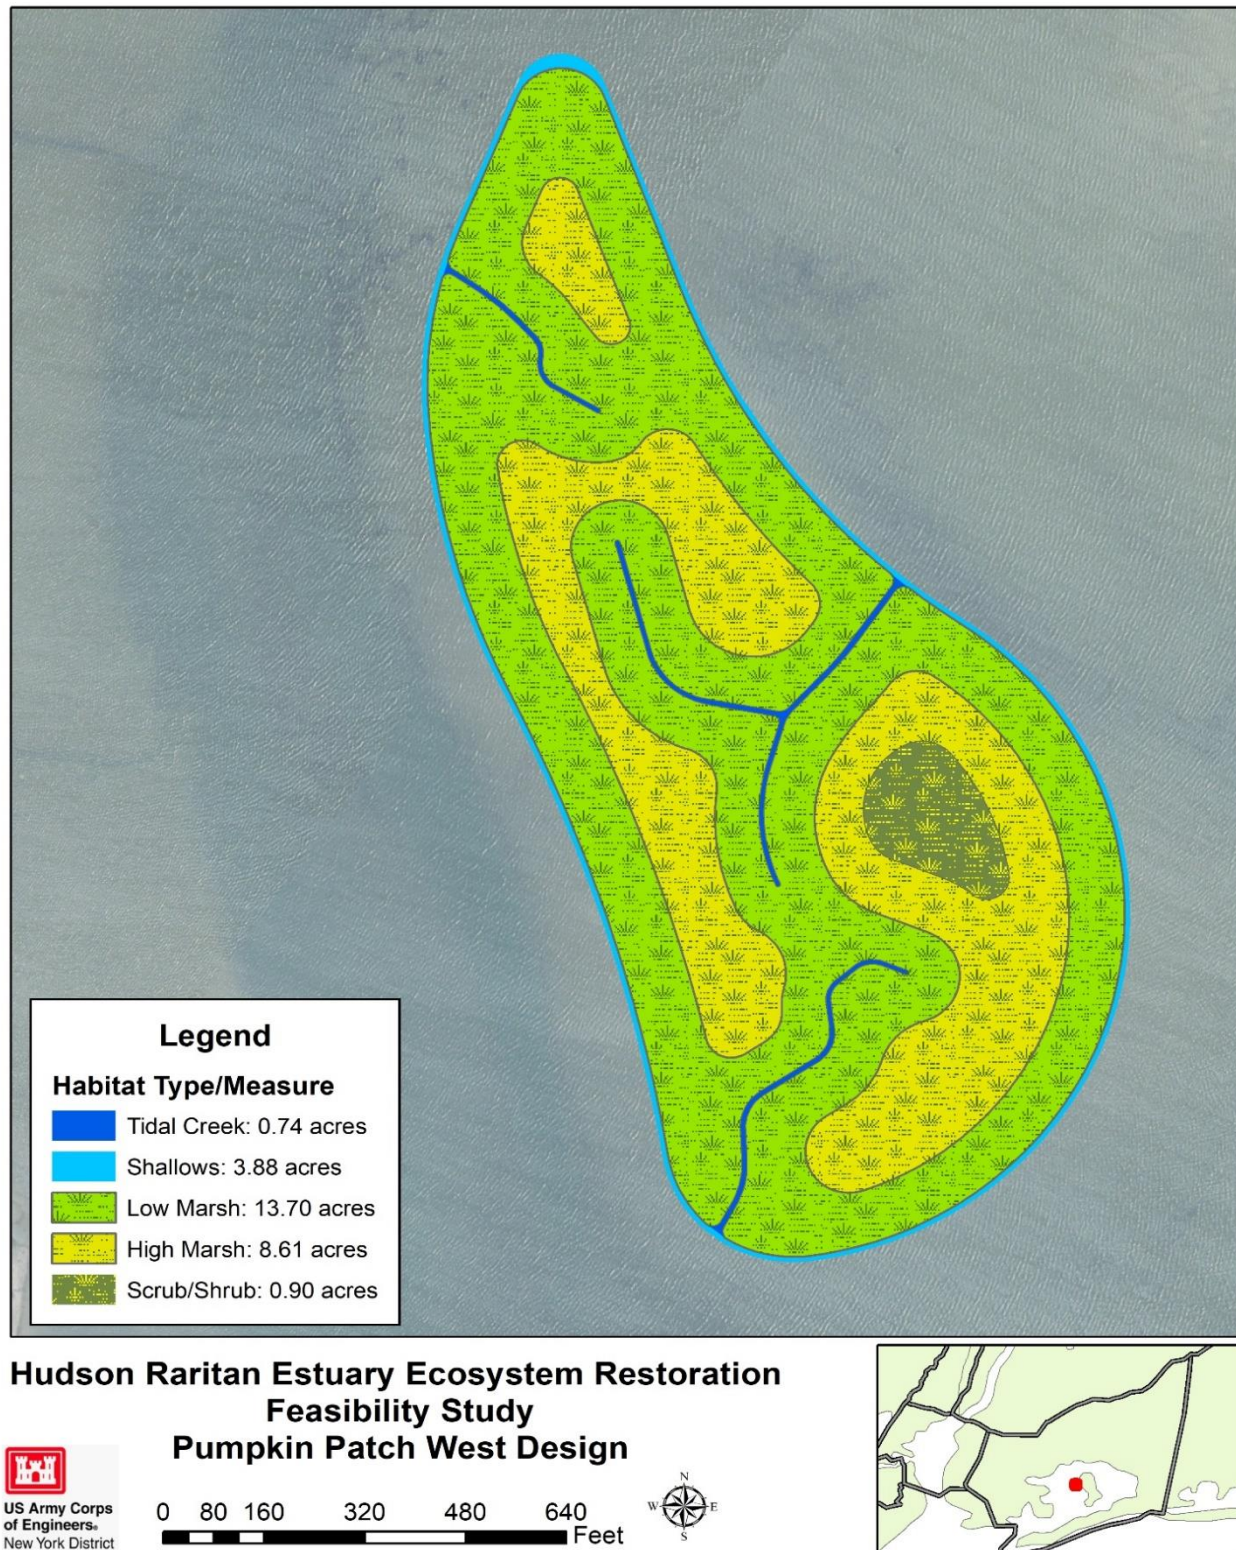 Legend
Habitat Type/Measure
Tidal Creek: 0.74 acres
Shallows: 3.88 acres
Low Marsh: 13.70 acres
High Marsh: 8.61 acres
Scrub/Shrub: 0.90 acres
Hudson Raritan Estuary Ecosystem Restoration
Feasibility Study
Pumpkin Patch West Design
US Army Corps
of Engineers®
New York District
0 80 160 320 480 640
Feet
N
W E
S